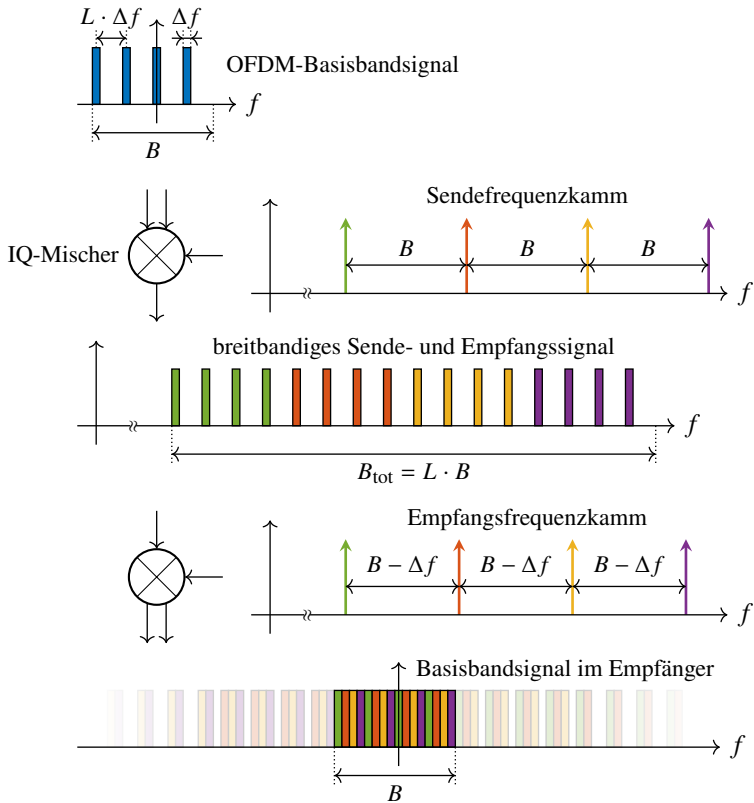 L · Δf
Δf
OFDM-Basisbandsignal
f
B
Sendefrequenzkamm
IQ-Mischer
B
B
B
f
breitbandiges Sende- und Empfangssignal
f
B_tot = L · B
Empfangsfrequenzkamm
B − Δf
B − Δf
B − Δf
f
Basisbandsignal im Empfänger
f
B